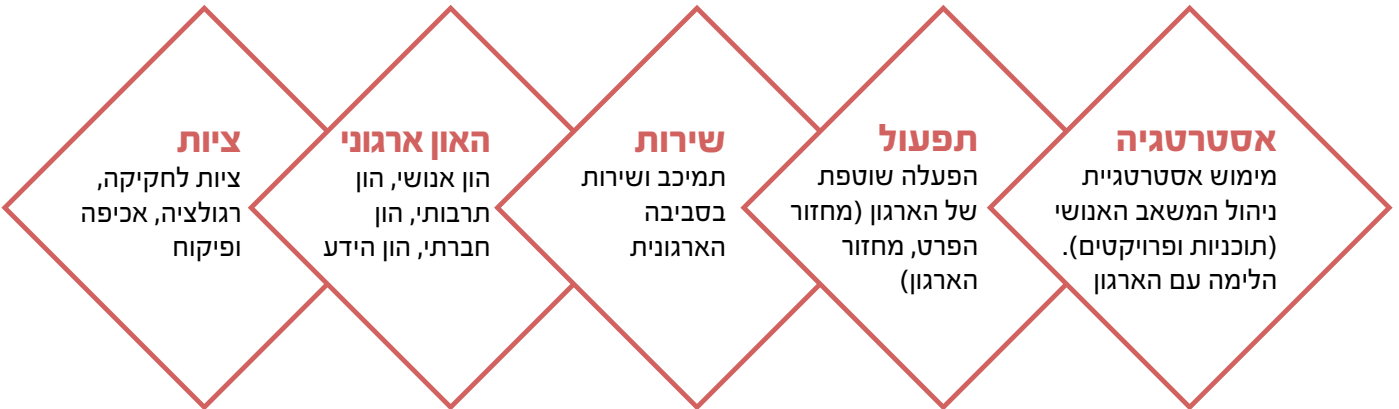 אסטרטגיה
מימוש אסטרטגיית
ניהול המשאב האנושי
(תוכניות ופרויקטים).
הלימה עם הארגון
תפעול
הפעלה שוטפת
של הארגון (מחזור
הפרט, מחזור
הארגון)
שירות
תמיכב ושירות
בסביבה
הארגונית
האון ארגוני
הון אנושי, הון
תרבותי, הון
חברתי, הון הידע
ציות
ציות לחקיקה,
רגולציה, אכיפה
ופיקוח